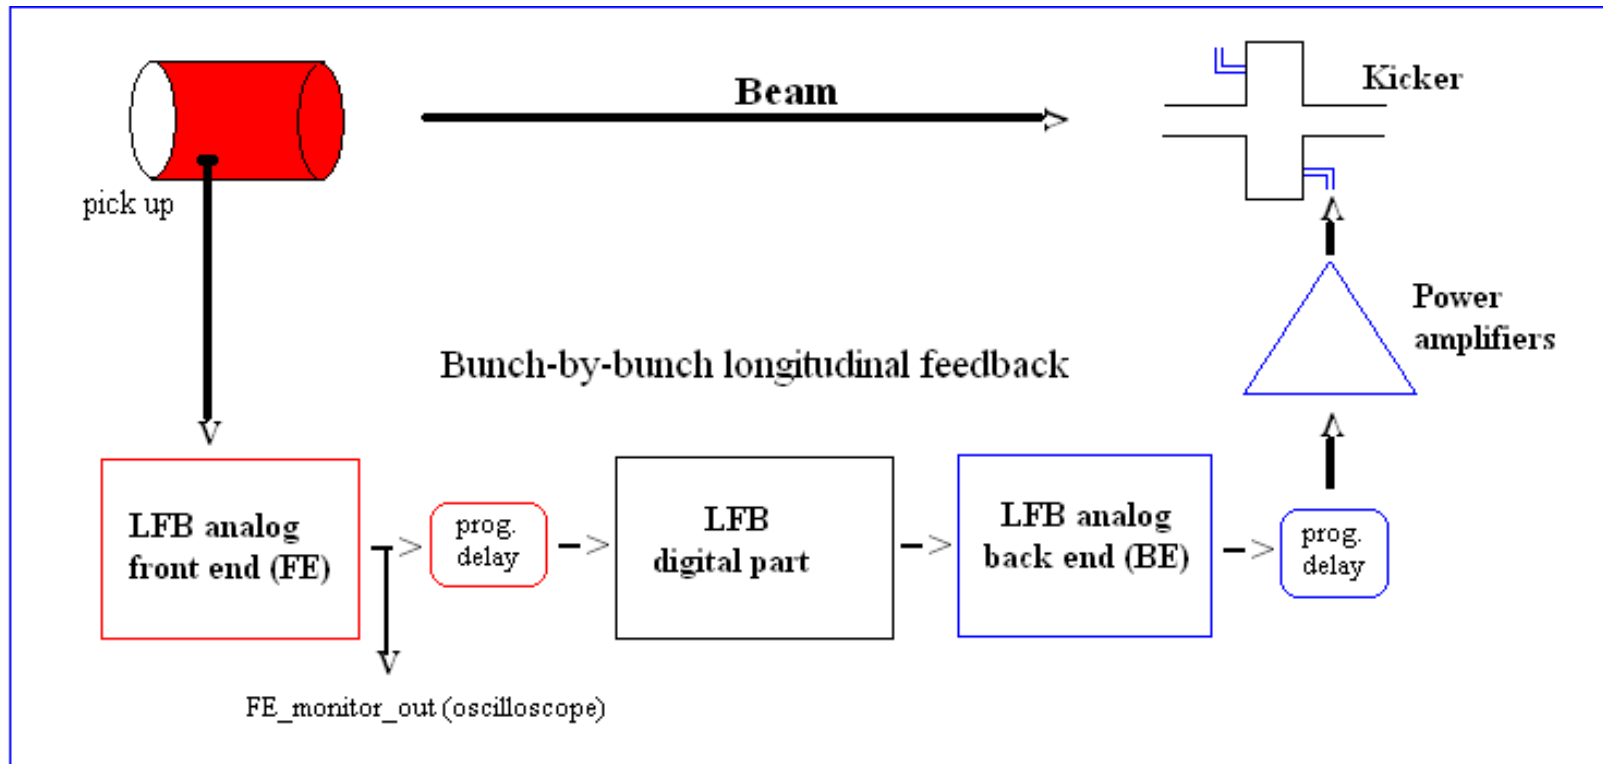 Beam
Kicker
pick up
Power
amplifiers
Bunch-by-bunch longitudinal feedback
LFB analog
front end (FE)
prog.
delay
LFB
digital part
LFB analog
back end (BE)
prog.
delay
FE_monitor_out (oscilloscope)